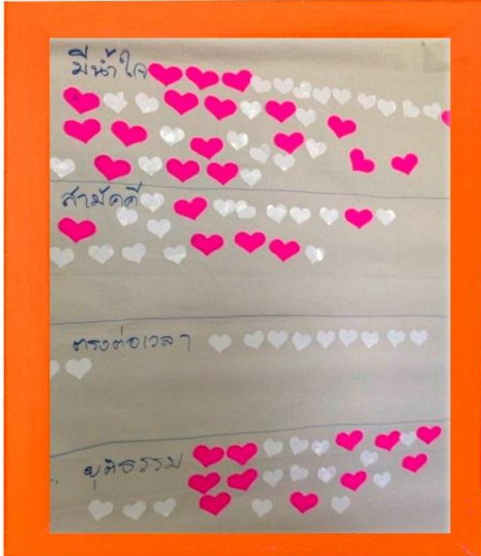 มีน้ำใจ
สามัคคี
ตรงต่อเวลา
ยุติธรรม